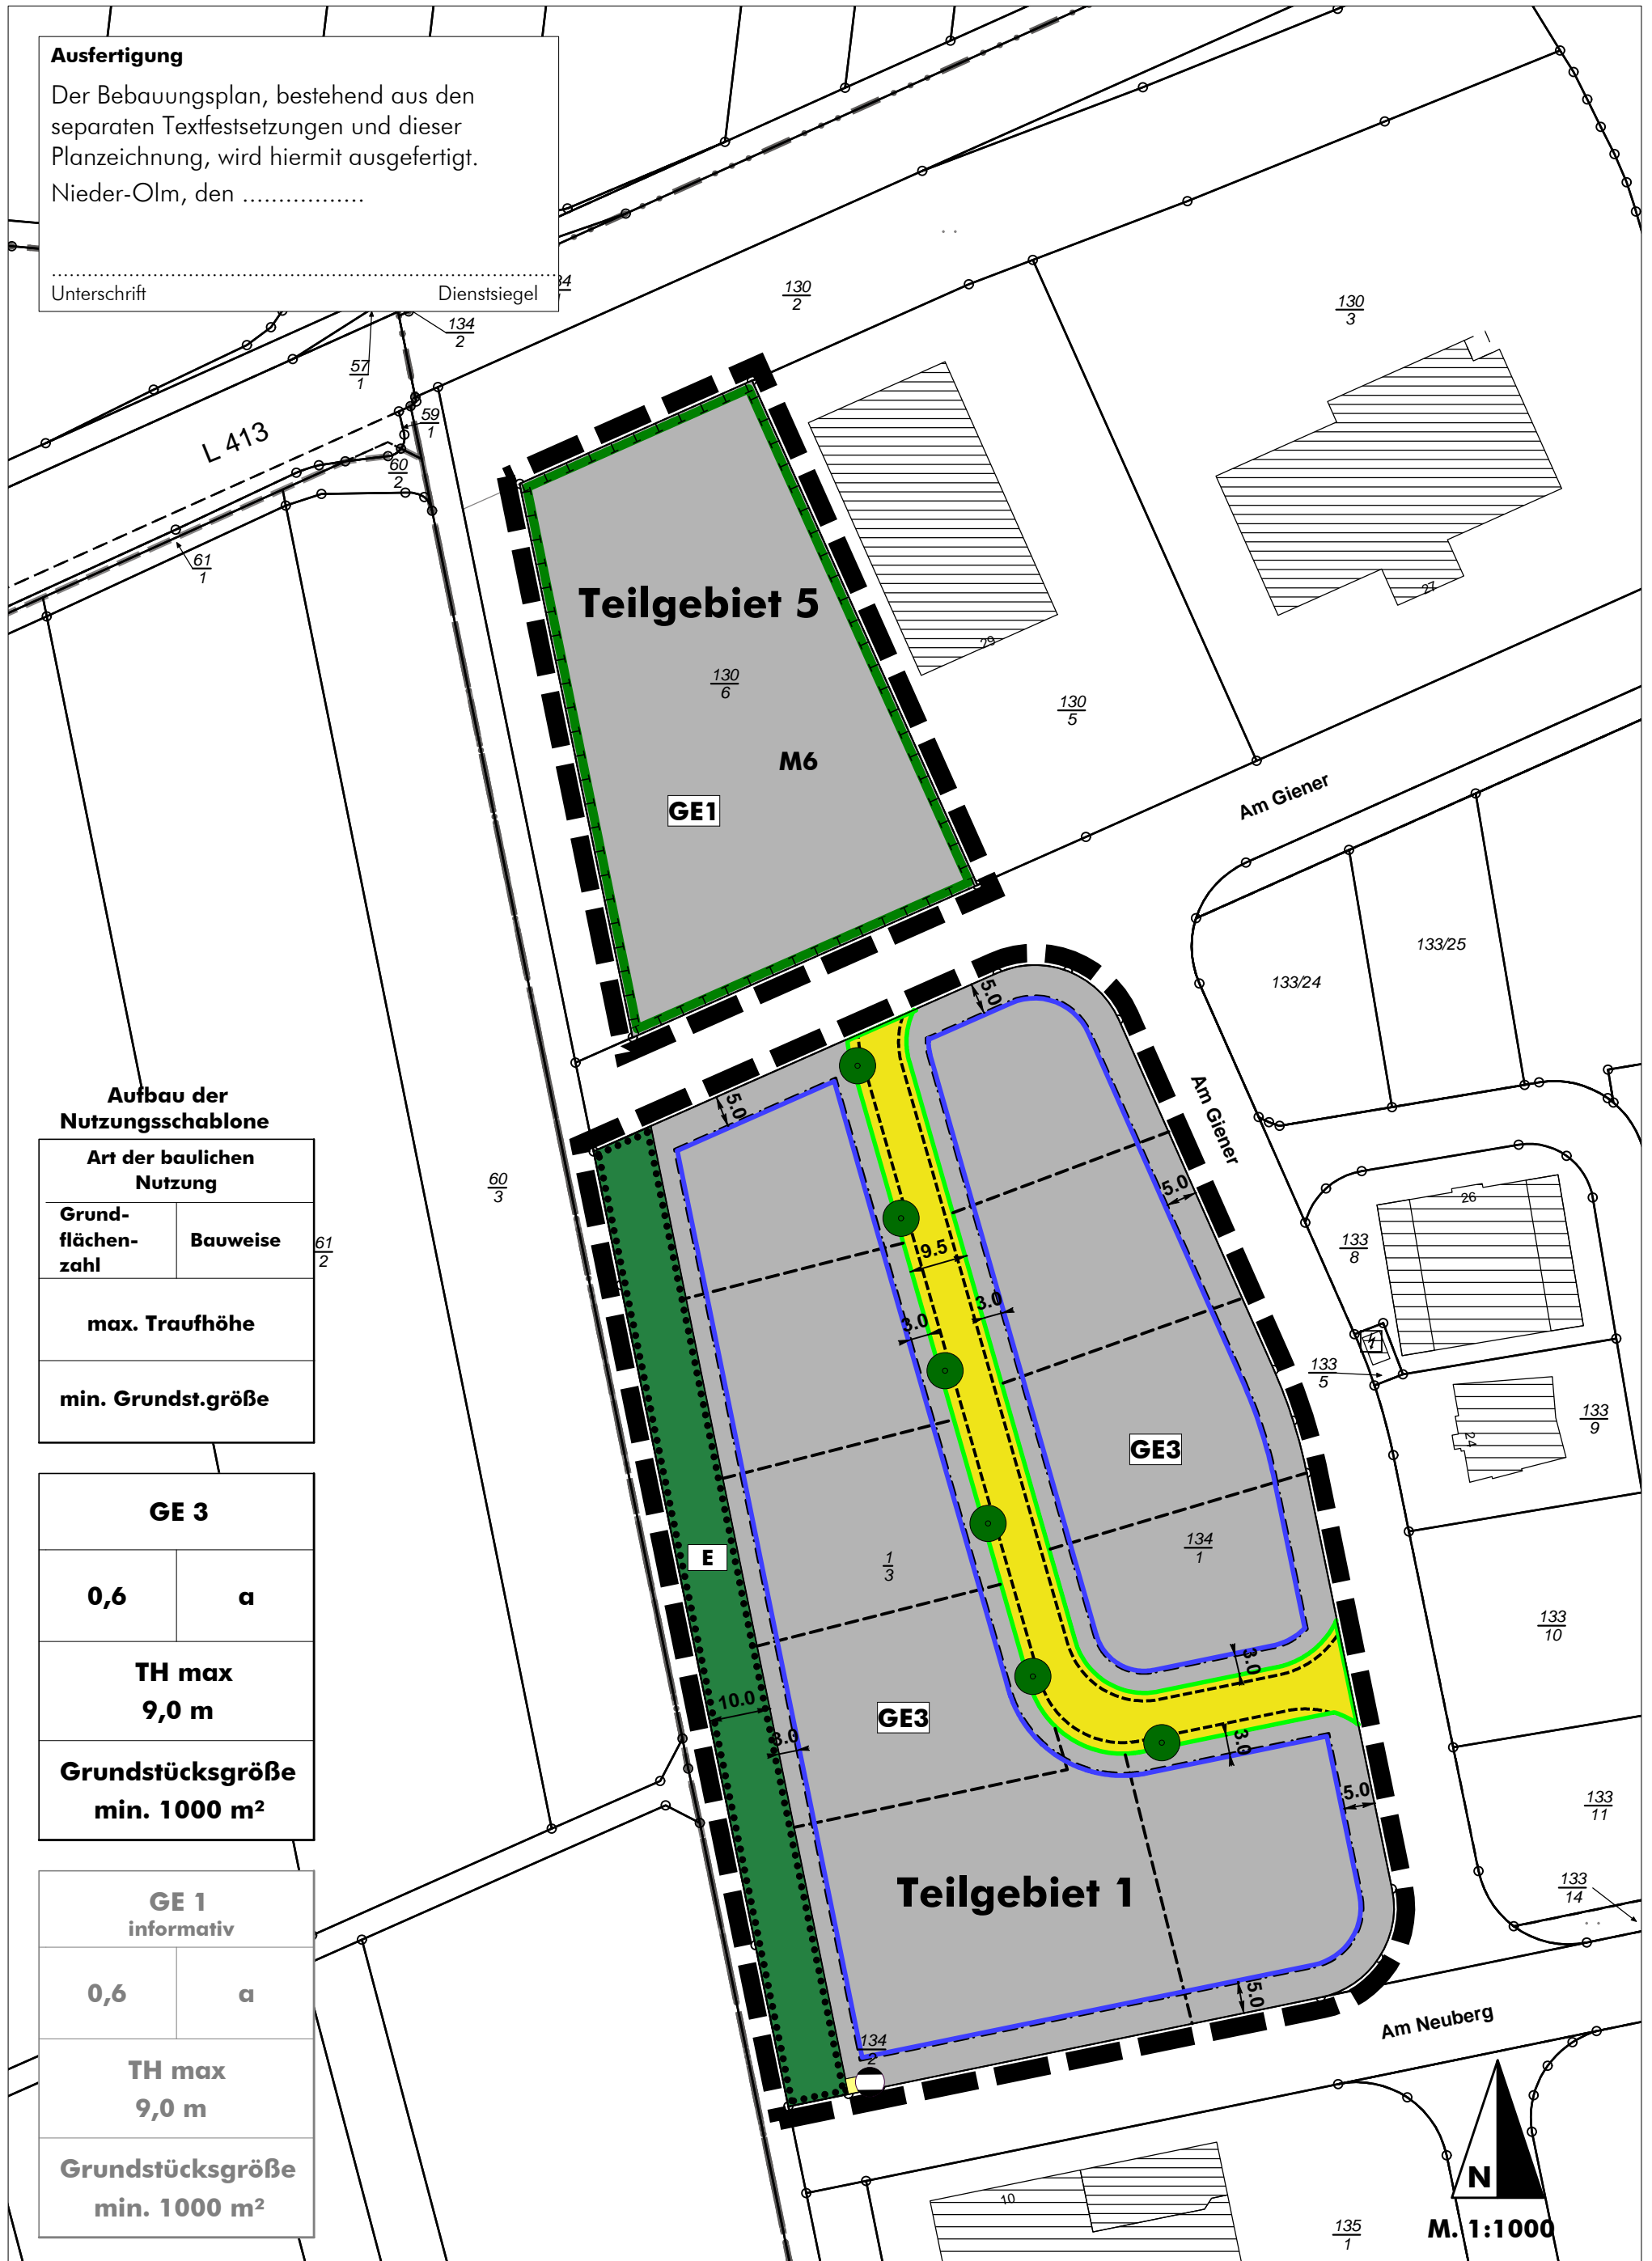 Ausfertigung
Der Bebauungsplan, bestehend aus den
separaten Textfestsetzungen und dieser
Planzeichnung, wird hiermit ausgefertigt.
Nieder-Olm, den .................
Unterschrift Dienstsiegel
134
2
57
1
59
1
60
2
L 413
61
1
130
2
130
3
27
29
130
5
Teilgebiet 5
130
6
M6
GE1
Am Giener
133/25
133/24
Am Giener
5.0
5.0
5.0
60
3
61
2
Aufbau der
Nutzungsschablone
Art der baulichen
Nutzung
Grund-
flächen-
zahl
Bauweise
max. Traufhöhe
min. Grundst.größe
9.5
3.0
3.0
26
133
8
133
5
133
9
24
GE3
134
1
1
3
E
133
10
GE 3
0,6
a
TH max
9,0 m
Grundstücksgröße
min. 1000 m²
10.0
3.0
GE3
3.0
3.0
5.0
133
11
133
14
Teilgebiet 1
5.0
GE 1
informativ
0,6
a
TH max
9,0 m
Grundstücksgröße
min. 1000 m²
134
2
Am Neuberg
10
135
1
N
M. 1:1000